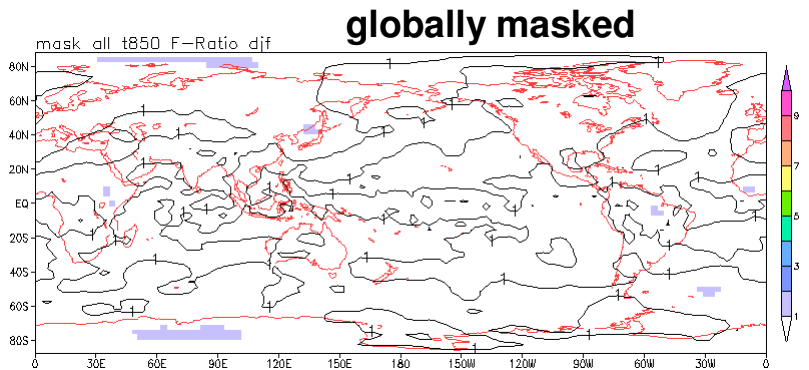 globally masked
mask all t850 F-Ratio djf
80N
60N
40N
20N
EQ
20S
40S
60S
80S
0 30E 60E 90E 120E 150E 180 150W 120W 90W 60W 30W 0
9
7
5
3
1